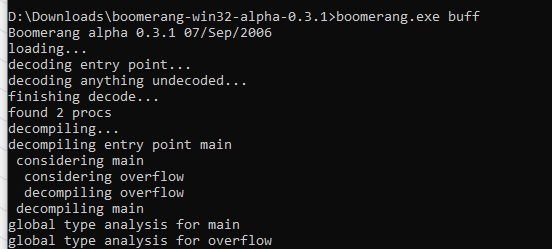 D:\Downloads\boomerang-win32-alpha-0.3.1>boomerang.exe buff
Boomerang alpha 0.3.1 07/Sep/2006
loading...
decoding entry point...
decoding anything undecoded...
finishing decode...
found 2 procs
decompiling...
decompiling entry point main
 considering main
  considering overflow
  decompiling overflow
 decompiling main
global type analysis for main
global type analysis for overflow